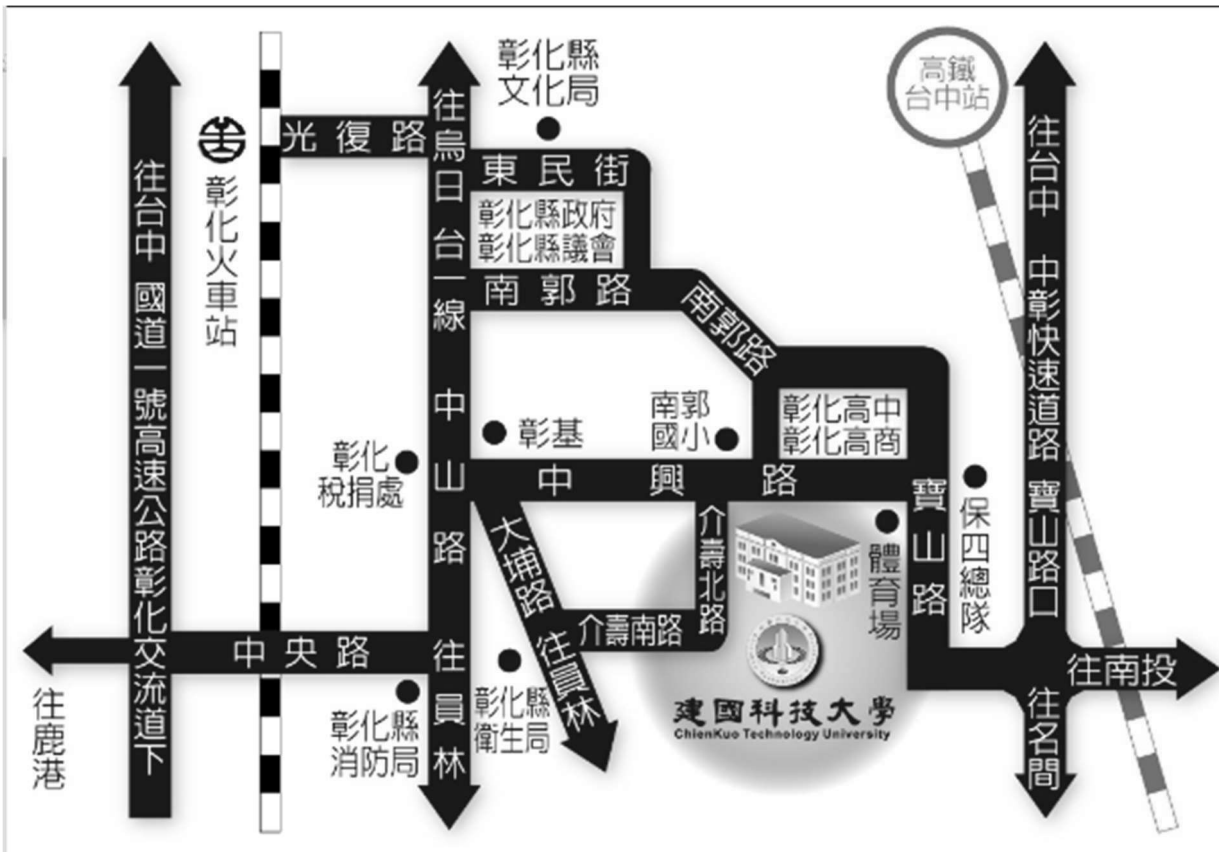 往台中 國道一號高速公路彰化交流道下
彰化火車站
光復路
往烏日台一線 中山路 往員林
彰化縣
文化局
東民街
彰化縣政府
彰化縣議會
南郭路
南郭路
高鐵
台中站
往台中 中彰快速道路 寶山路口 往名間
彰化
稅捐處
彰基
南郭
國小
彰化高中
彰化高商
中興路
大埔路 往員林
介壽北路
介壽南路
體育場
寶山路
保四總隊
中央路
往鹿港
彰化縣
消防局
彰化縣
衛生局
往南投
建國科技大學
ChienKuo Technology University